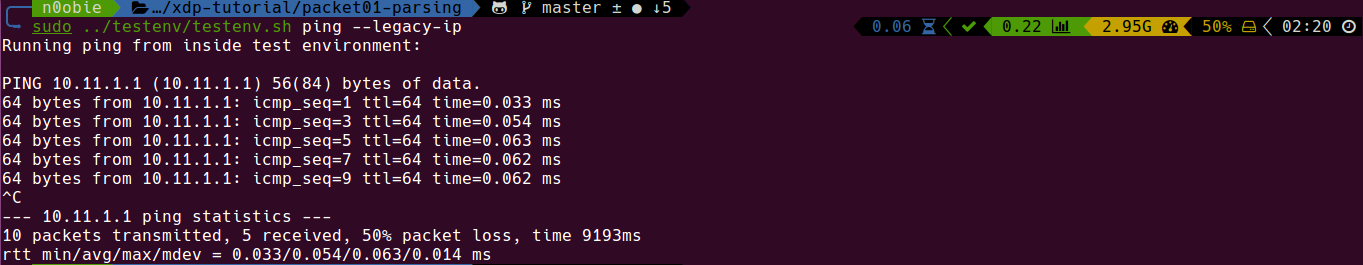 n0obie …/xdp-tutorial/packet01-parsing master ± ● ↓5
sudo ../testenv/testenv.sh ping --legacy-ip 0.06 0.22 2.95G 50% 02:20
Running ping from inside test environment:
PING 10.11.1.1 (10.11.1.1) 56(84) bytes of data.
64 bytes from 10.11.1.1: icmp_seq=1 ttl=64 time=0.033 ms
64 bytes from 10.11.1.1: icmp_seq=3 ttl=64 time=0.054 ms
64 bytes from 10.11.1.1: icmp_seq=5 ttl=64 time=0.063 ms
64 bytes from 10.11.1.1: icmp_seq=7 ttl=64 time=0.062 ms
64 bytes from 10.11.1.1: icmp_seq=9 ttl=64 time=0.062 ms
^C
--- 10.11.1.1 ping statistics ---
10 packets transmitted, 5 received, 50% packet loss, time 9193ms
rtt min/avg/max/mdev = 0.033/0.054/0.063/0.014 ms